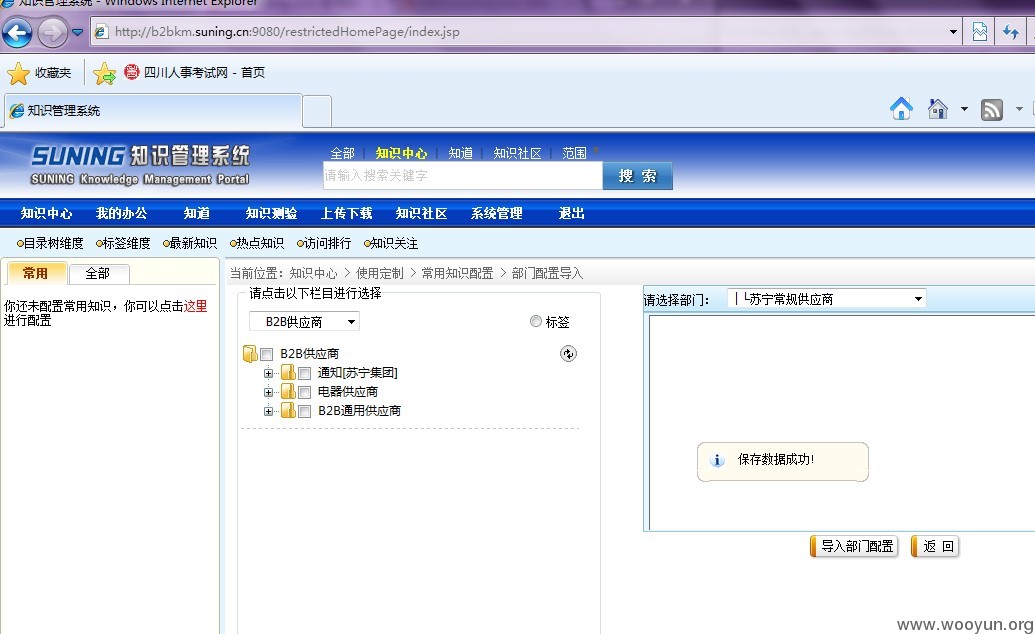 知识管理系统 - Windows Internet Explorer
http://b2bkm.suning.cn:9080/restrictedHomePage/index.jsp
收藏夹 四川人事考试网 - 首页
知识管理系统
SUNING 知识管理系统
SUNING Knowledge Management Portal
全部 知识中心 知道 知识社区 范围
请输入搜索关键字 搜 索
知识中心 我的办公 知道 知识测验 上传下载 知识社区 系统管理 退出
目录树维度 标签维度 最新知识 热点知识 访问排行 知识关注
常用 全部
你还未配置常用知识，你可以点击这里
进行配置
当前位置：知识中心 > 使用定制 > 常用知识配置 > 部门配置导入
请点击以下栏目进行选择
B2B供应商 标签
B2B供应商
通知[苏宁集团]
电器供应商
B2B通用供应商
请选择部门： | └苏宁常规供应商
保存数据成功!
导入部门配置 返 回
www.wooyun.org